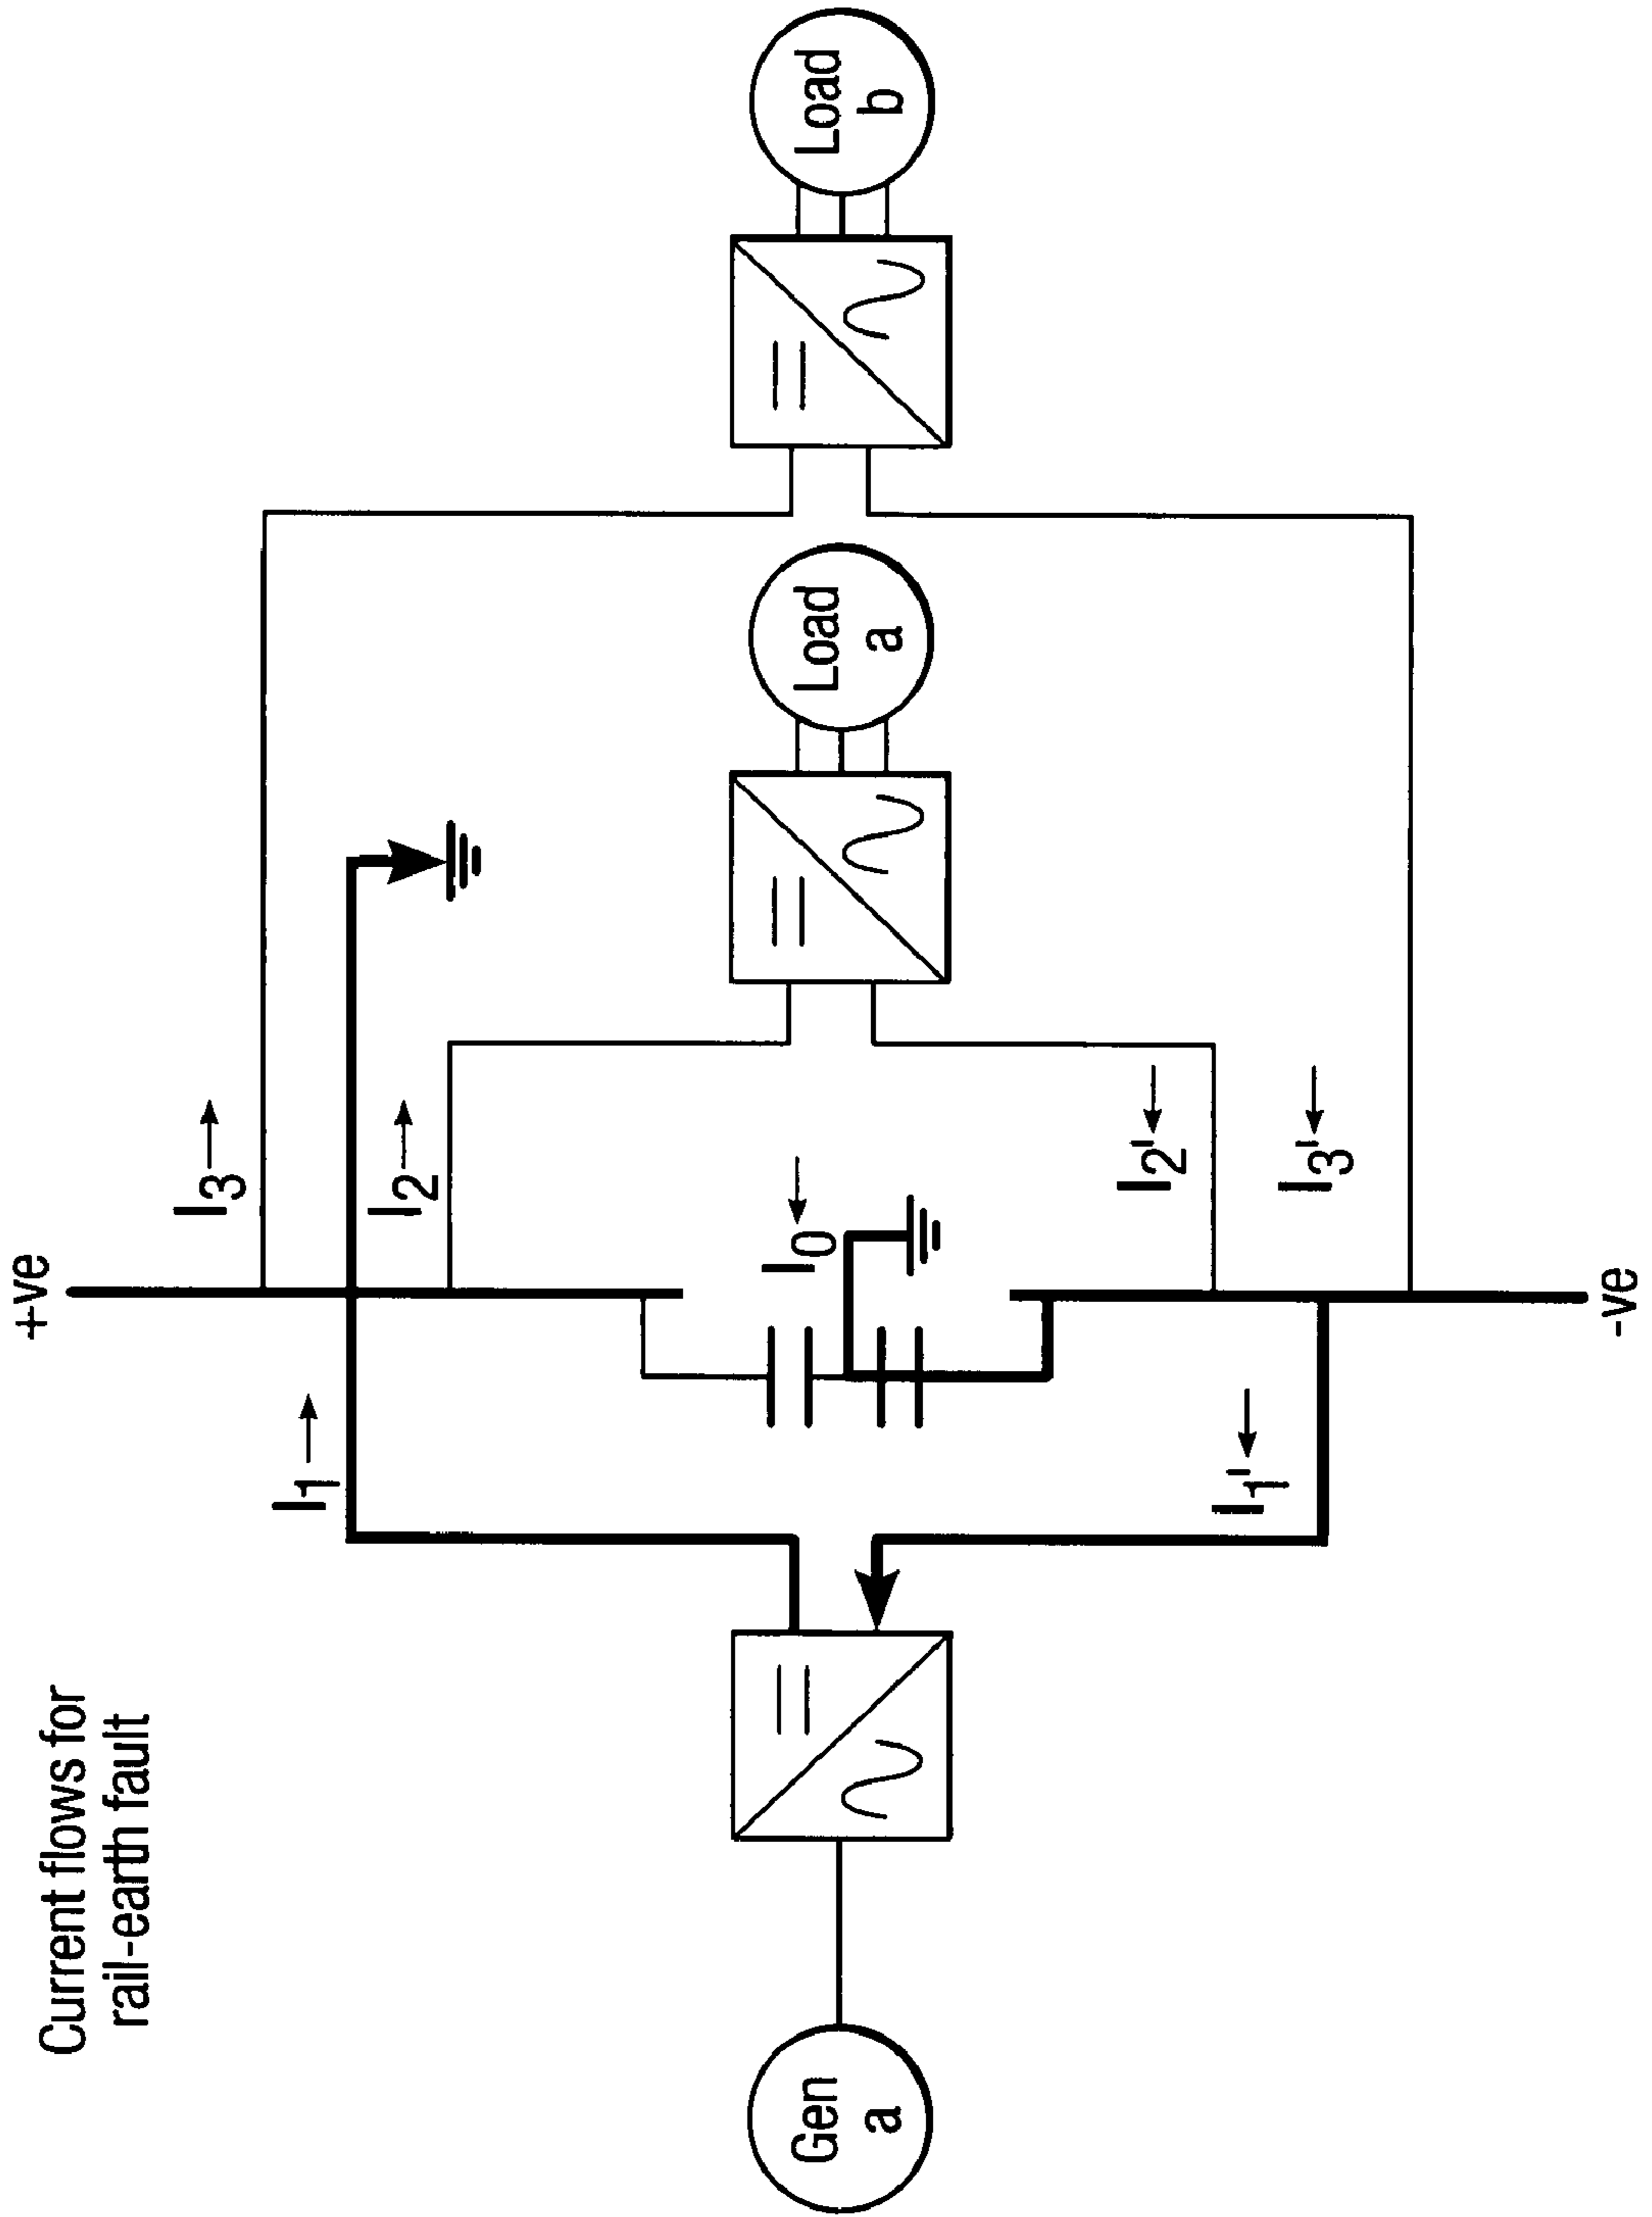 Current flows for
rail-earth fault
+ve
I3
I1
I2
I0
I2'
I1'
I3'
-ve
Gen
a
Load
a
Load
b